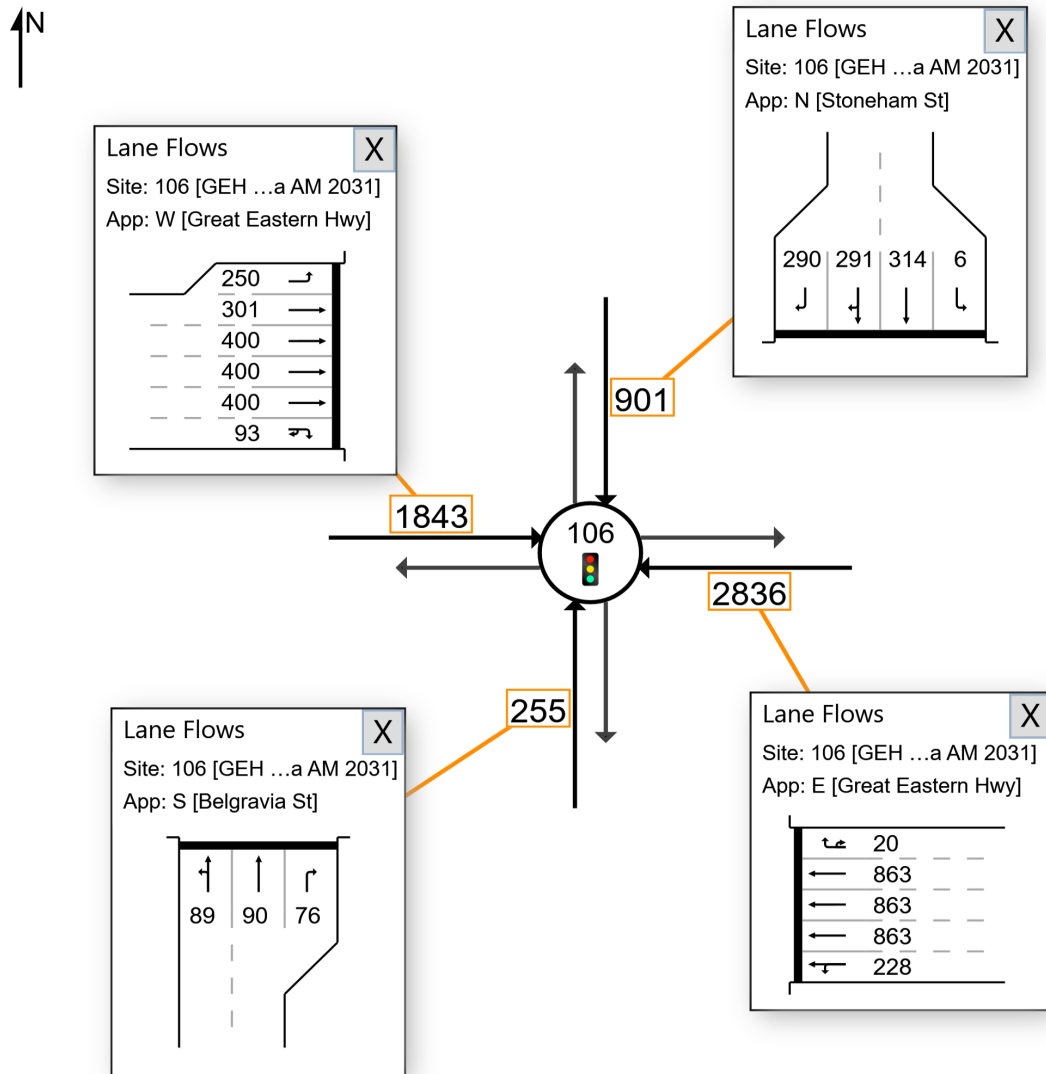 N
Lane Flows
X
Site: 106 [GEH ...a AM 2031]
App: N [Stoneham St]
290 291 314 6
Lane Flows
X
Site: 106 [GEH ...a AM 2031]
App: W [Great Eastern Hwy]
250
301
400
400
400
93
901
1843
106
2836
255
Lane Flows
X
Site: 106 [GEH ...a AM 2031]
App: S [Belgravia St]
89 90 76
Lane Flows
X
Site: 106 [GEH ...a AM 2031]
App: E [Great Eastern Hwy]
20
863
863
863
228